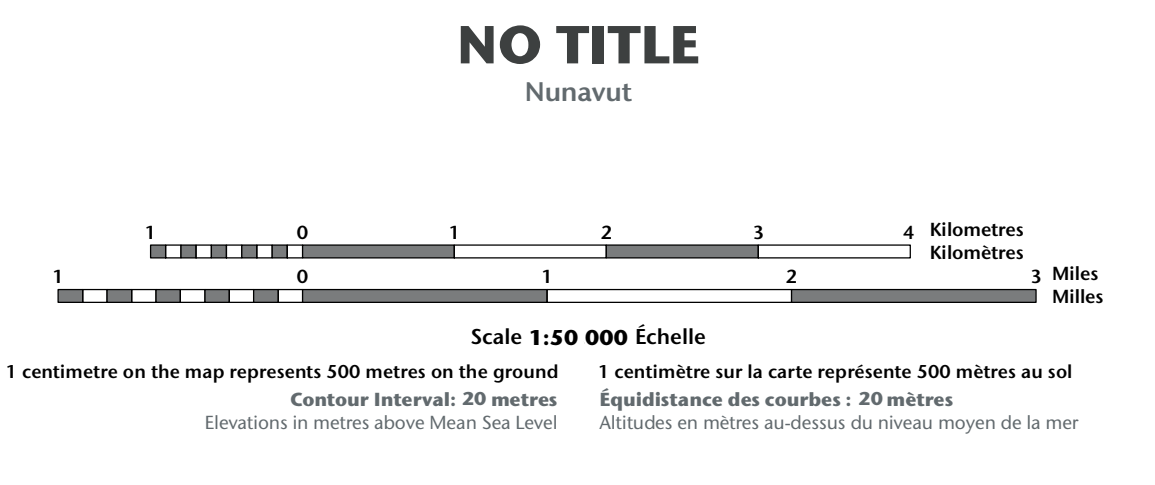 NO TITLE
Nunavut
1 0 1 2 3 4 Kilometres
Kilomètres
1 0 1 2 3 Miles
Milles
Scale 1:50 000 Échelle
1 centimetre on the map represents 500 metres on the ground
Contour Interval: 20 metres
Elevations in metres above Mean Sea Level
1 centimètre sur la carte représente 500 mètres au sol
Équidistance des courbes : 20 mètres
Altitudes en mètres au-dessus du niveau moyen de la mer